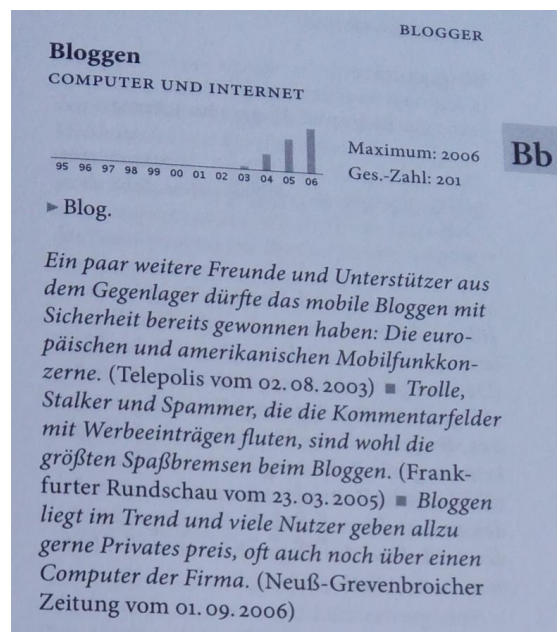 BLOGGER
Bloggen
COMPUTER UND INTERNET
Maximum: 2006
Bb
95 96 97 98 99 00 01 02 03 04 05 06
Ges.-Zahl: 201
► Blog.
Ein paar weitere Freunde und Unterstützer aus
dem Gegenlager dürfte das mobile Bloggen mit
Sicherheit bereits gewonnen haben: Die euro-
päischen und amerikanischen Mobilfunkkon-
zerne. (Telepolis vom 02. 08. 2003) ■ Trolle,
Stalker und Spammer, die die Kommentarfelder
mit Werbeeinträgen fluten, sind wohl die
größten Spaßbremsen beim Bloggen. (Frank-
furter Rundschau vom 23. 03. 2005) ■ Bloggen
liegt im Trend und viele Nutzer geben allzu
gerne Privates preis, oft auch noch über einen
Computer der Firma. (Neuß-Grevenbroicher
Zeitung vom 01. 09. 2006)